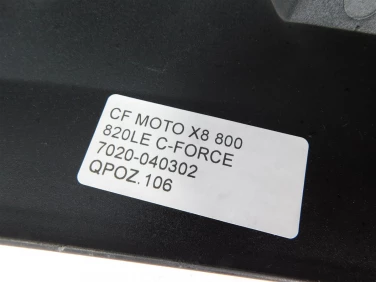 CF MOTO X8 800
820LE C-FORCE
7020-040302
QPOZ.106